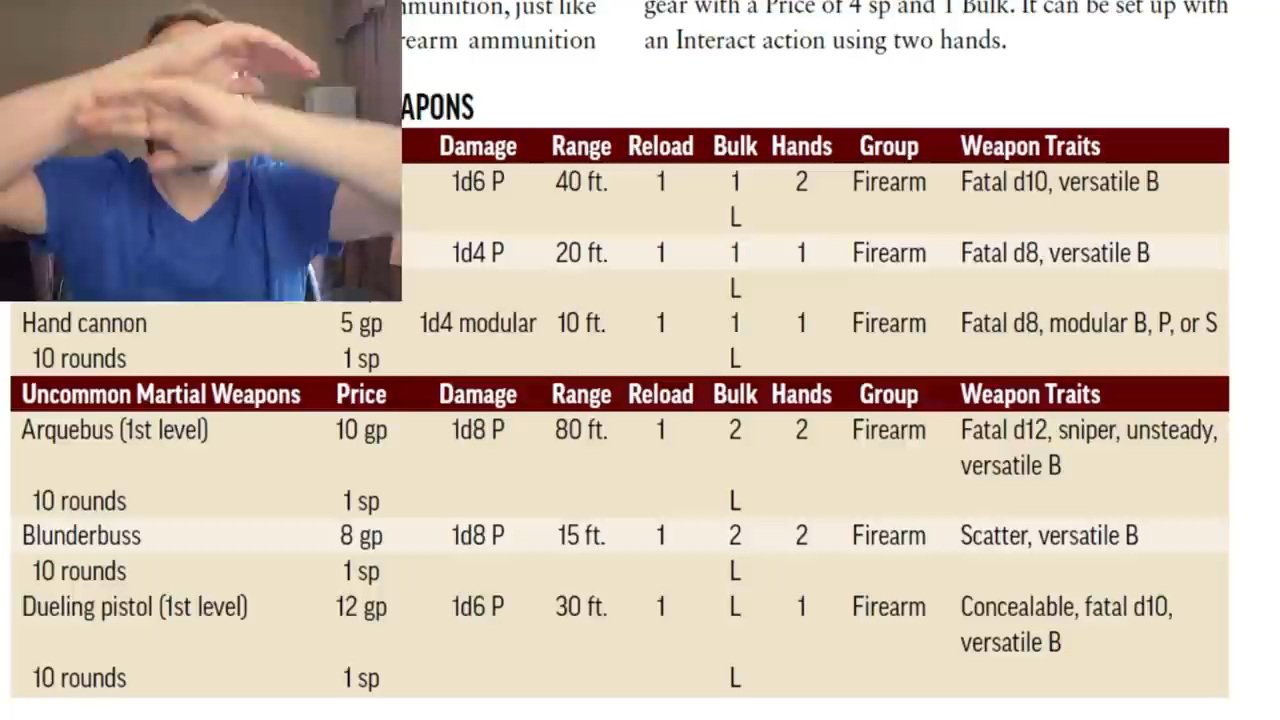 nmunition, just like
rearm ammunition
gear with a Price of 4 sp and 1 Bulk. It can be set up with
an Interact action using two hands.
APONS
Damage Range Reload Bulk Hands Group Weapon Traits
1d6 P 40 ft. 1 1 2 Firearm Fatal d10, versatile B
L
1d4 P 20 ft. 1 1 1 Firearm Fatal d8, versatile B
L
Hand cannon 5 gp 1d4 modular 10 ft. 1 1 1 Firearm Fatal d8, modular B, P, or S
10 rounds 1 sp L
Uncommon Martial Weapons Price Damage Range Reload Bulk Hands Group Weapon Traits
Arquebus (1st level) 10 gp 1d8 P 80 ft. 1 2 2 Firearm Fatal d12, sniper, unsteady,
versatile B
10 rounds 1 sp L
Blunderbuss 8 gp 1d8 P 15 ft. 1 2 2 Firearm Scatter, versatile B
10 rounds 1 sp L
Dueling pistol (1st level) 12 gp 1d6 P 30 ft. 1 L 1 Firearm Concealable, fatal d10,
versatile B
10 rounds 1 sp L